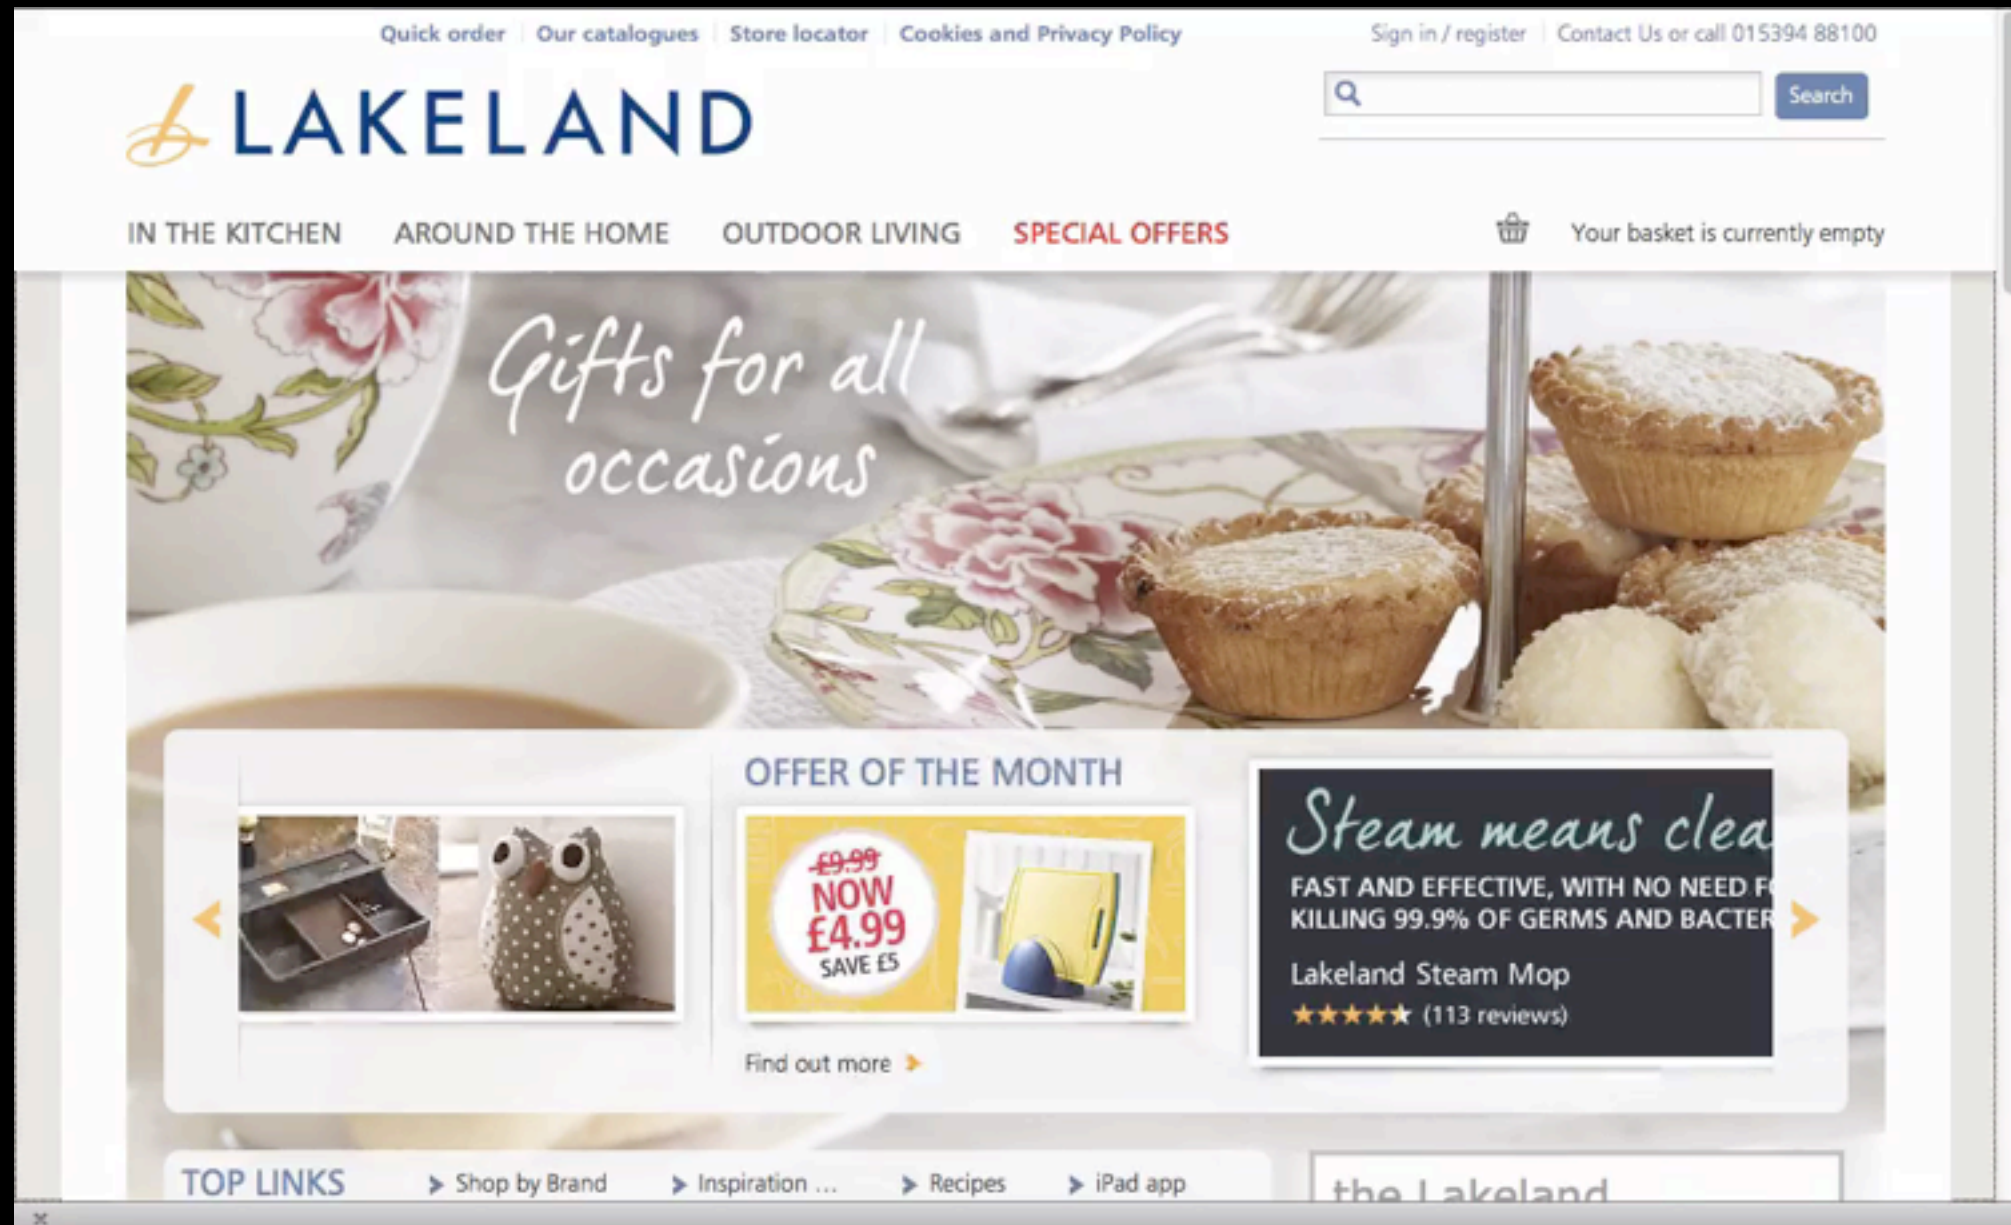 Quick order
Our catalogues
Store locator
Cookies and Privacy Policy
Sign in / register
Contact Us or call 015394 88100
LAKELAND
Search
IN THE KITCHEN
AROUND THE HOME
OUTDOOR LIVING
SPECIAL OFFERS
Your basket is currently empty
Gifts for all
occasions
OFFER OF THE MONTH
£9.99
NOW
£4.99
SAVE £5
Find out more
Steam means clea
FAST AND EFFECTIVE, WITH NO NEED FO
KILLING 99.9% OF GERMS AND BACTER
Lakeland Steam Mop
(113 reviews)
TOP LINKS
Shop by Brand
Inspiration ...
Recipes
iPad app
the Lakeland